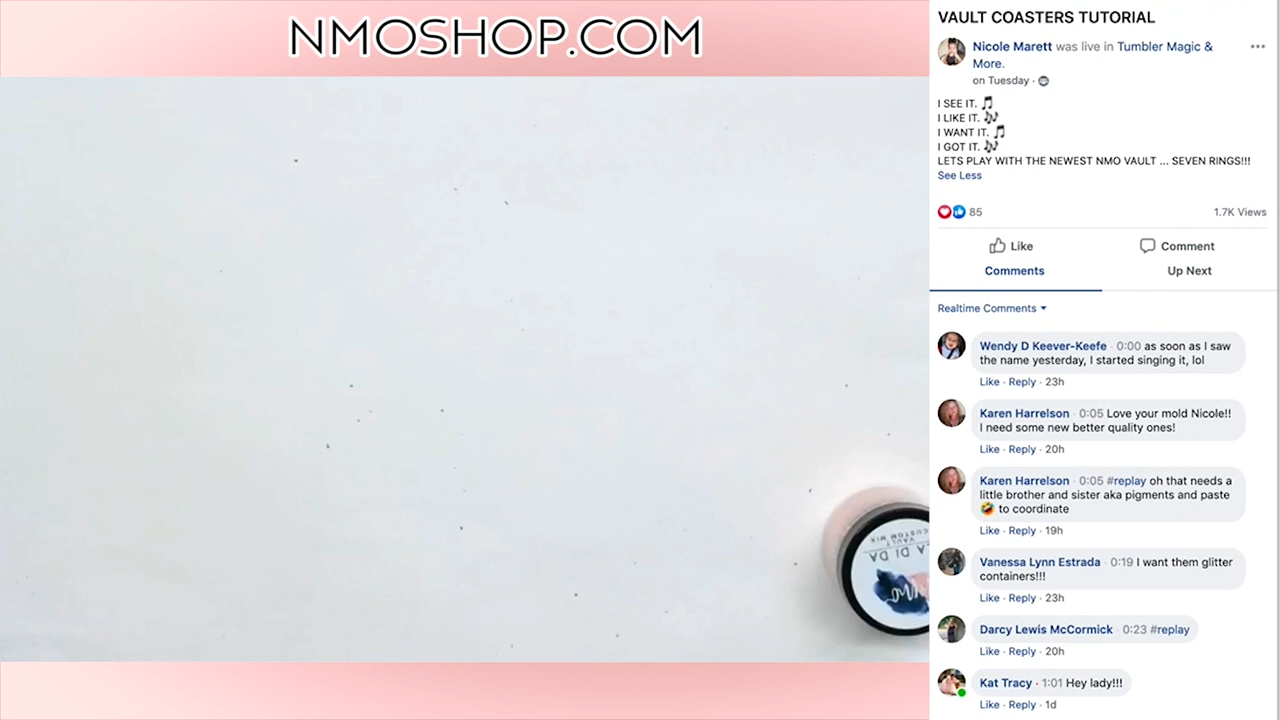 NMOSHOP.COM
A DI DA
VAULT
CUSTOM MIX
nmo
VAULT COASTERS TUTORIAL
Nicole Marett was live in Tumbler Magic &
More.
on Tuesday ·
I SEE IT. 🎵
I LIKE IT. 🎶
I WANT IT. 🎵
I GOT IT. 🎶
LETS PLAY WITH THE NEWEST NMO VAULT ... SEVEN RINGS!!!
See Less
85
1.7K Views
Like
Comment
Comments
Up Next
Realtime Comments
Wendy D Keever-Keefe · 0:00 as soon as I saw
the name yesterday, I started singing it, lol
Like · Reply · 23h
Karen Harrelson · 0:05 Love your mold Nicole!!
I need some new better quality ones!
Like · Reply · 20h
Karen Harrelson · 0:05 #replay oh that needs a
little brother and sister aka pigments and paste
🤣 to coordinate
Like · Reply · 19h
Vanessa Lynn Estrada · 0:19 I want them glitter
containers!!!
Like · Reply · 23h
Darcy Lewis McCormick · 0:23 #replay
Like · Reply · 20h
Kat Tracy · 1:01 Hey lady!!!
Like · Reply · 1d